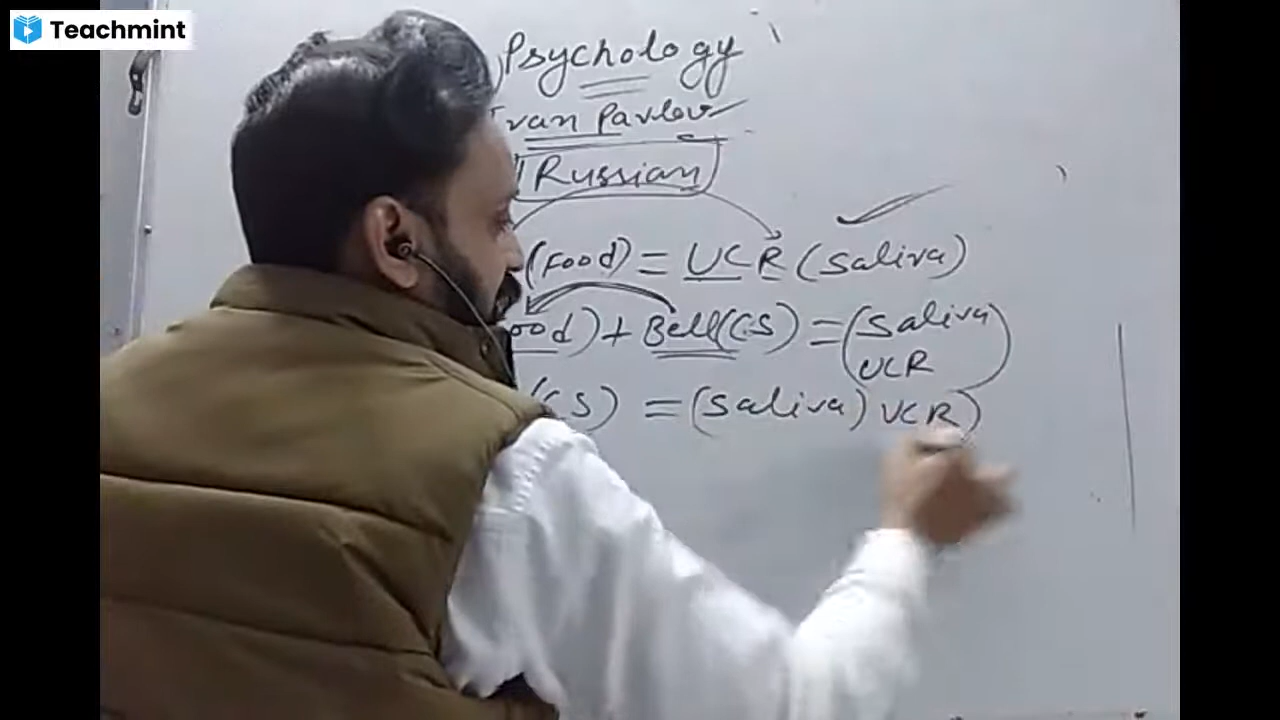 Teachmint
Psychology
Ivan Pavlov
Russian
(Food) = UCR (Saliva)
ood) + Bell(CS) = (Saliva
UCR
(CS) = (Saliva) UCR)